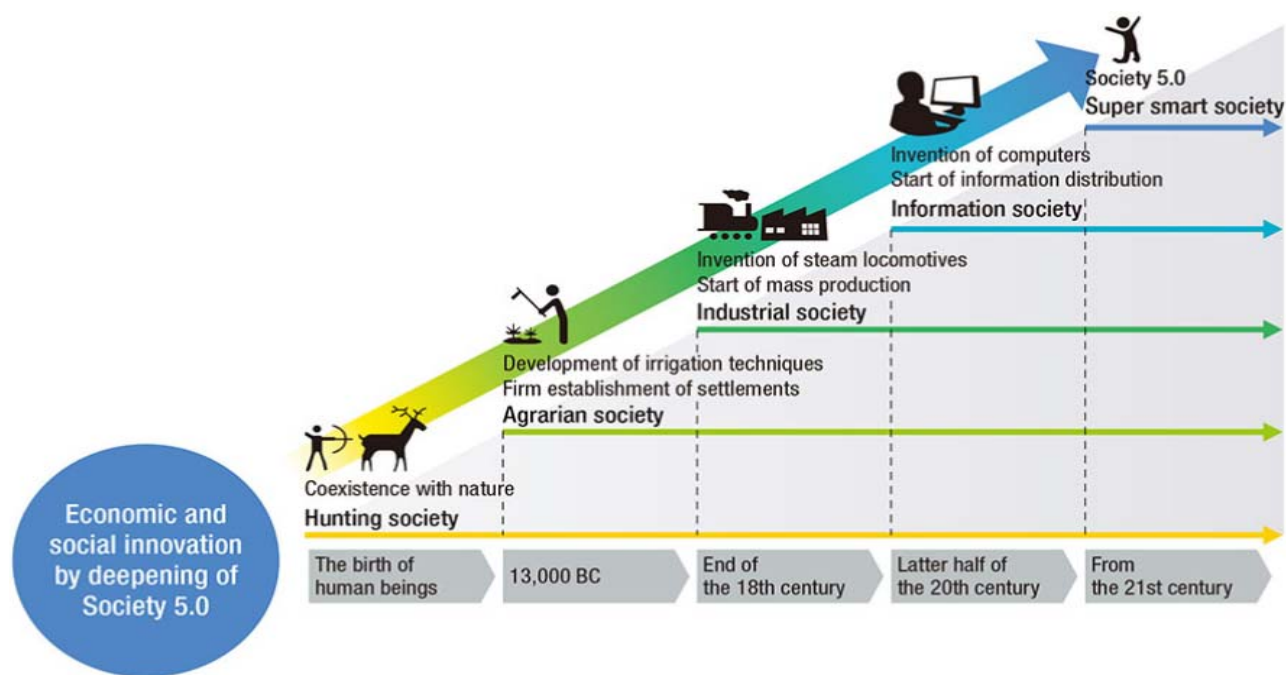 Society 5.0
Super smart society
Invention of computers
Start of information distribution
Information society
Invention of steam locomotives
Start of mass production
Industrial society
Development of irrigation techniques
Firm establishment of settlements
Agrarian society
Coexistence with nature
Hunting society
Economic and
social innovation
by deepening of
Society 5.0
The birth of
human beings
13,000 BC
End of
the 18th century
Latter half of
the 20th century
From
the 21st century